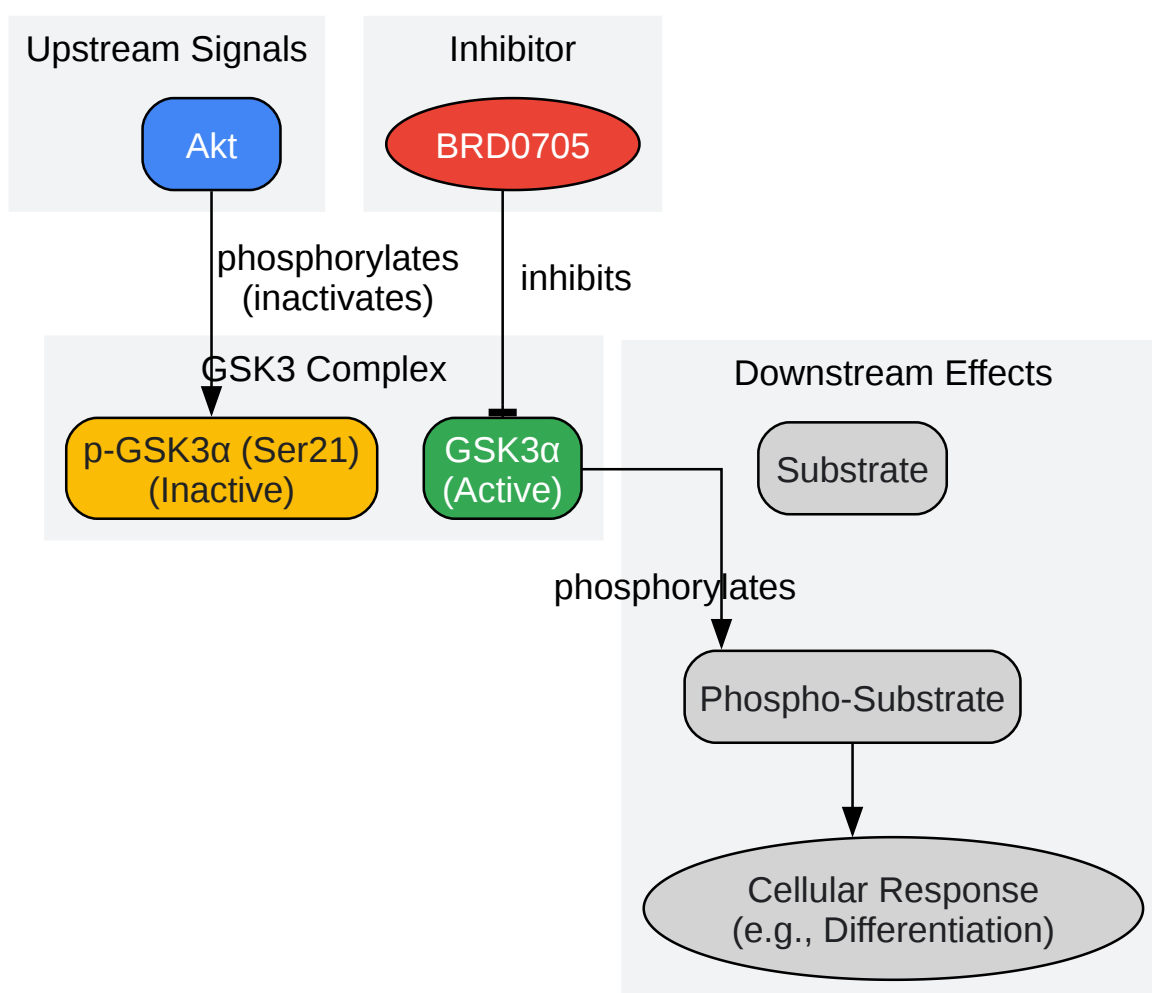 Upstream Signals
Inhibitor
Akt
BRD0705
phosphorylates
(inactivates)
inhibits
GSK3 Complex
Downstream Effects
p-GSK3α (Ser21)
(Inactive)
GSK3α
(Active)
Substrate
phosphorylates
Phospho-Substrate
Cellular Response
(e.g., Differentiation)